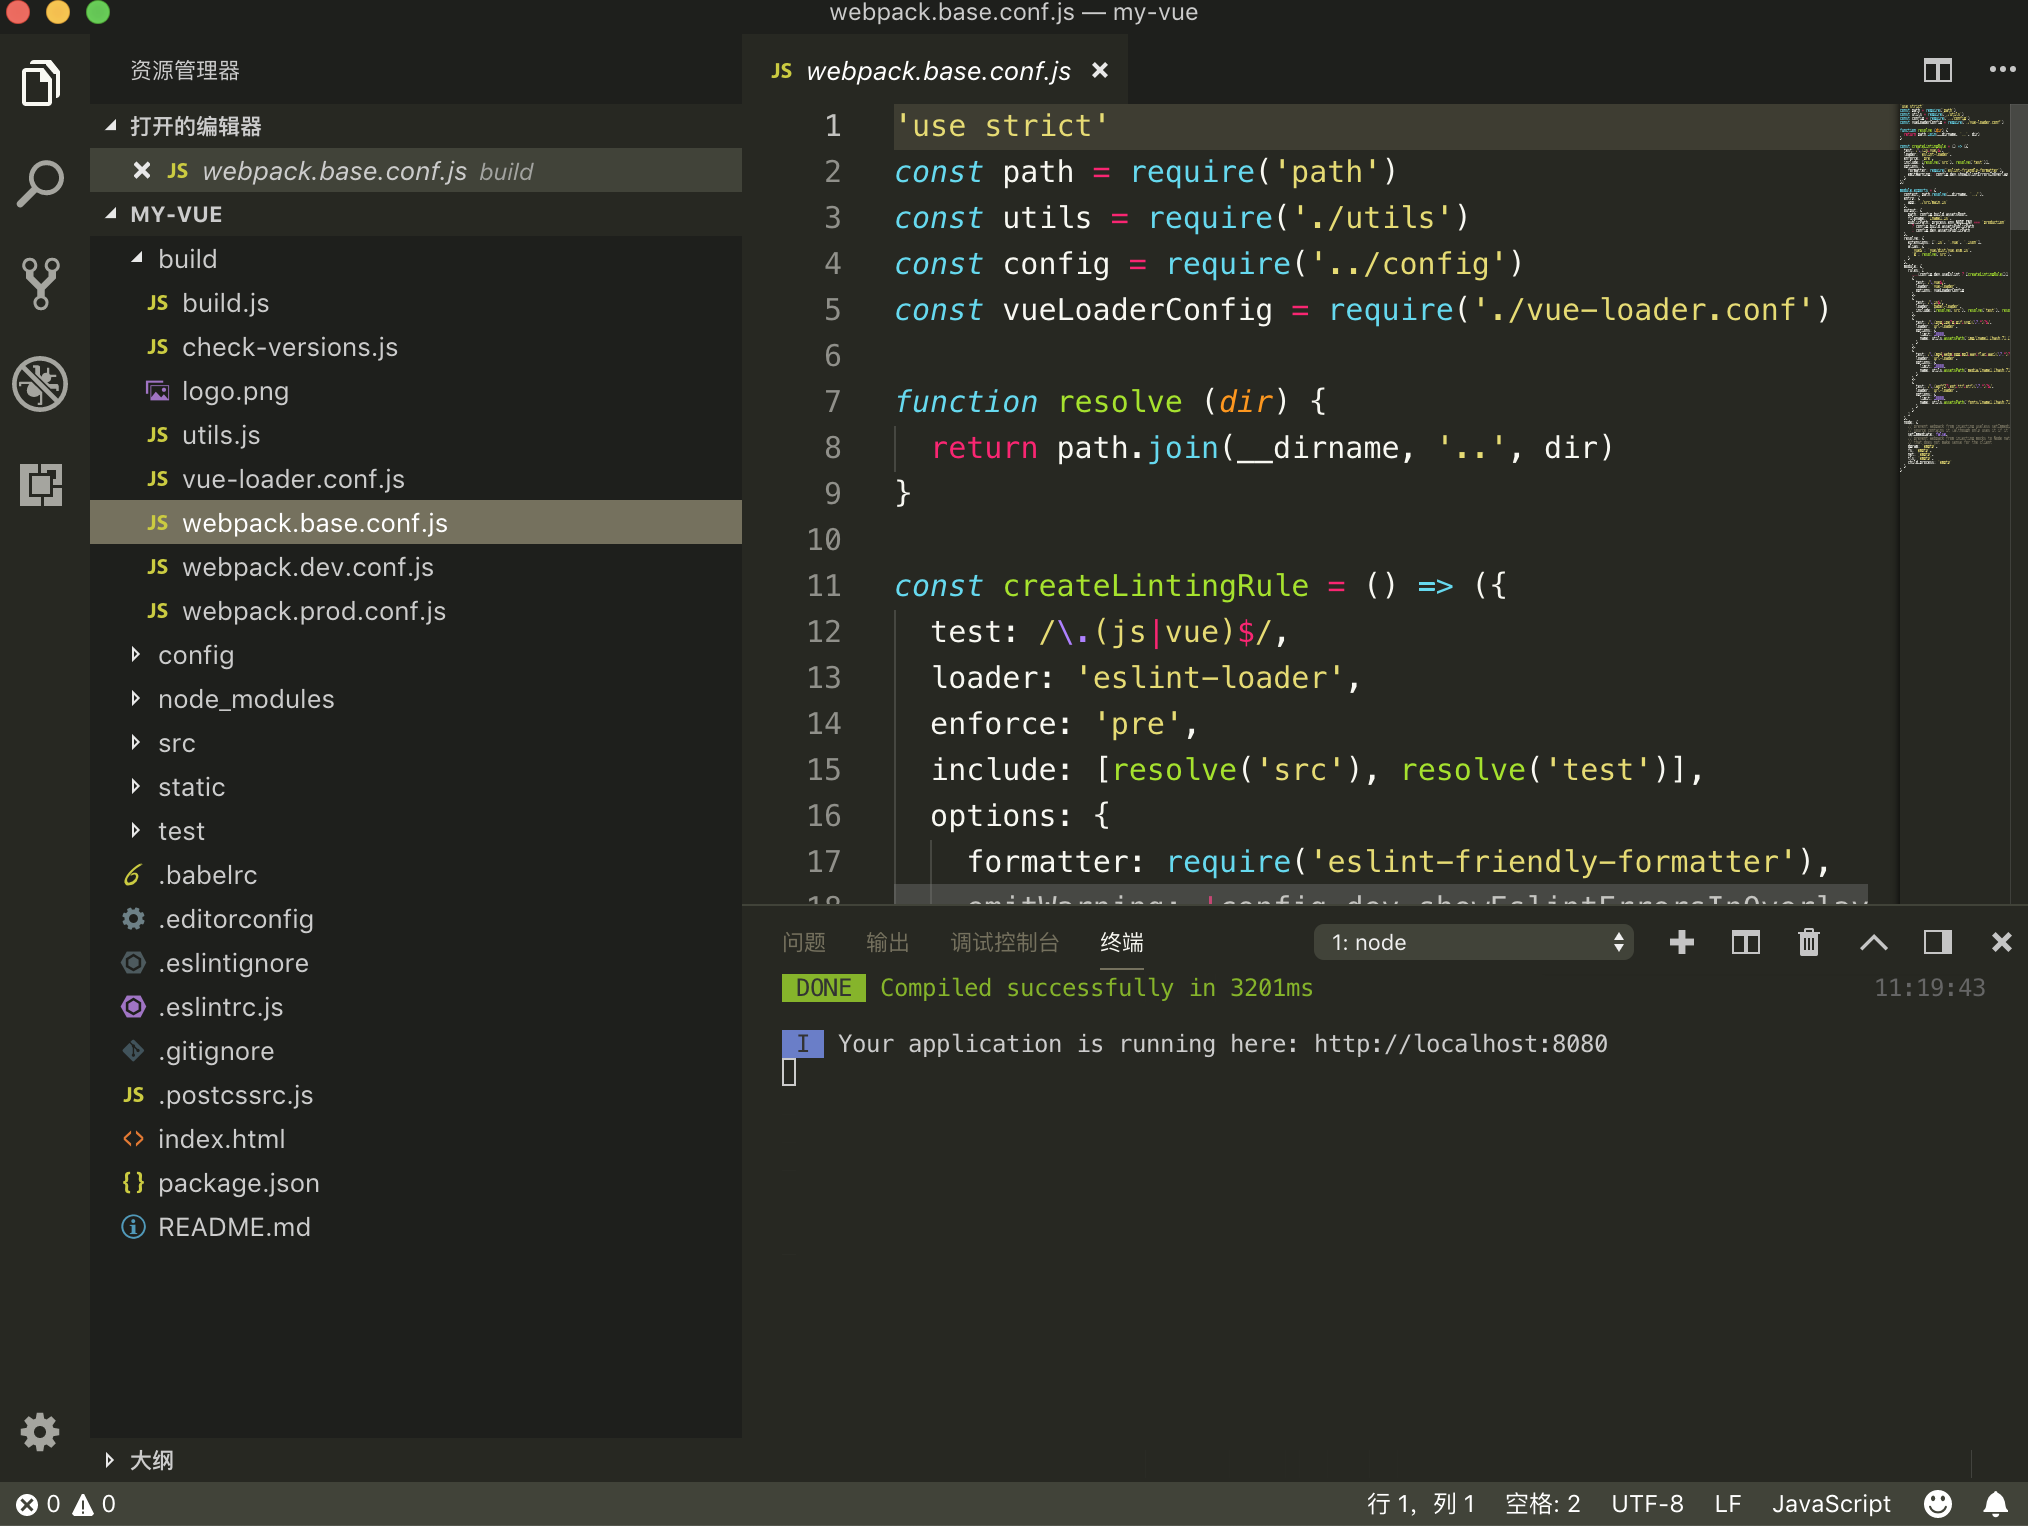 webpack.base.conf.js — my-vue
资源管理器
打开的编辑器
JS webpack.base.conf.js build
MY-VUE
build
JS build.js
JS check-versions.js
logo.png
JS utils.js
JS vue-loader.conf.js
JS webpack.base.conf.js
JS webpack.dev.conf.js
JS webpack.prod.conf.js
config
node_modules
src
static
test
.babelrc
.editorconfig
.eslintignore
.eslintrc.js
.gitignore
JS .postcssrc.js
<> index.html
{} package.json
README.md
大纲
JS webpack.base.conf.js
1 'use strict'
2 const path = require('path')
3 const utils = require('./utils')
4 const config = require('../config')
5 const vueLoaderConfig = require('./vue-loader.conf')
6
7 function resolve (dir) {
8 return path.join(__dirname, '..', dir)
9 }
10
11 const createLintingRule = () => ({
12 test: /\.(js|vue)$/,
13 loader: 'eslint-loader',
14 enforce: 'pre',
15 include: [resolve('src'), resolve('test')],
16 options: {
17 formatter: require('eslint-friendly-formatter'),
18 emitWarning: !config.dev.showEslintErrorsInOverlay
问题 输出 调试控制台 终端 1: node
DONE Compiled successfully in 3201ms 11:19:43
I Your application is running here: http://localhost:8080
0 0 行 1，列 1 空格: 2 UTF-8 LF JavaScript